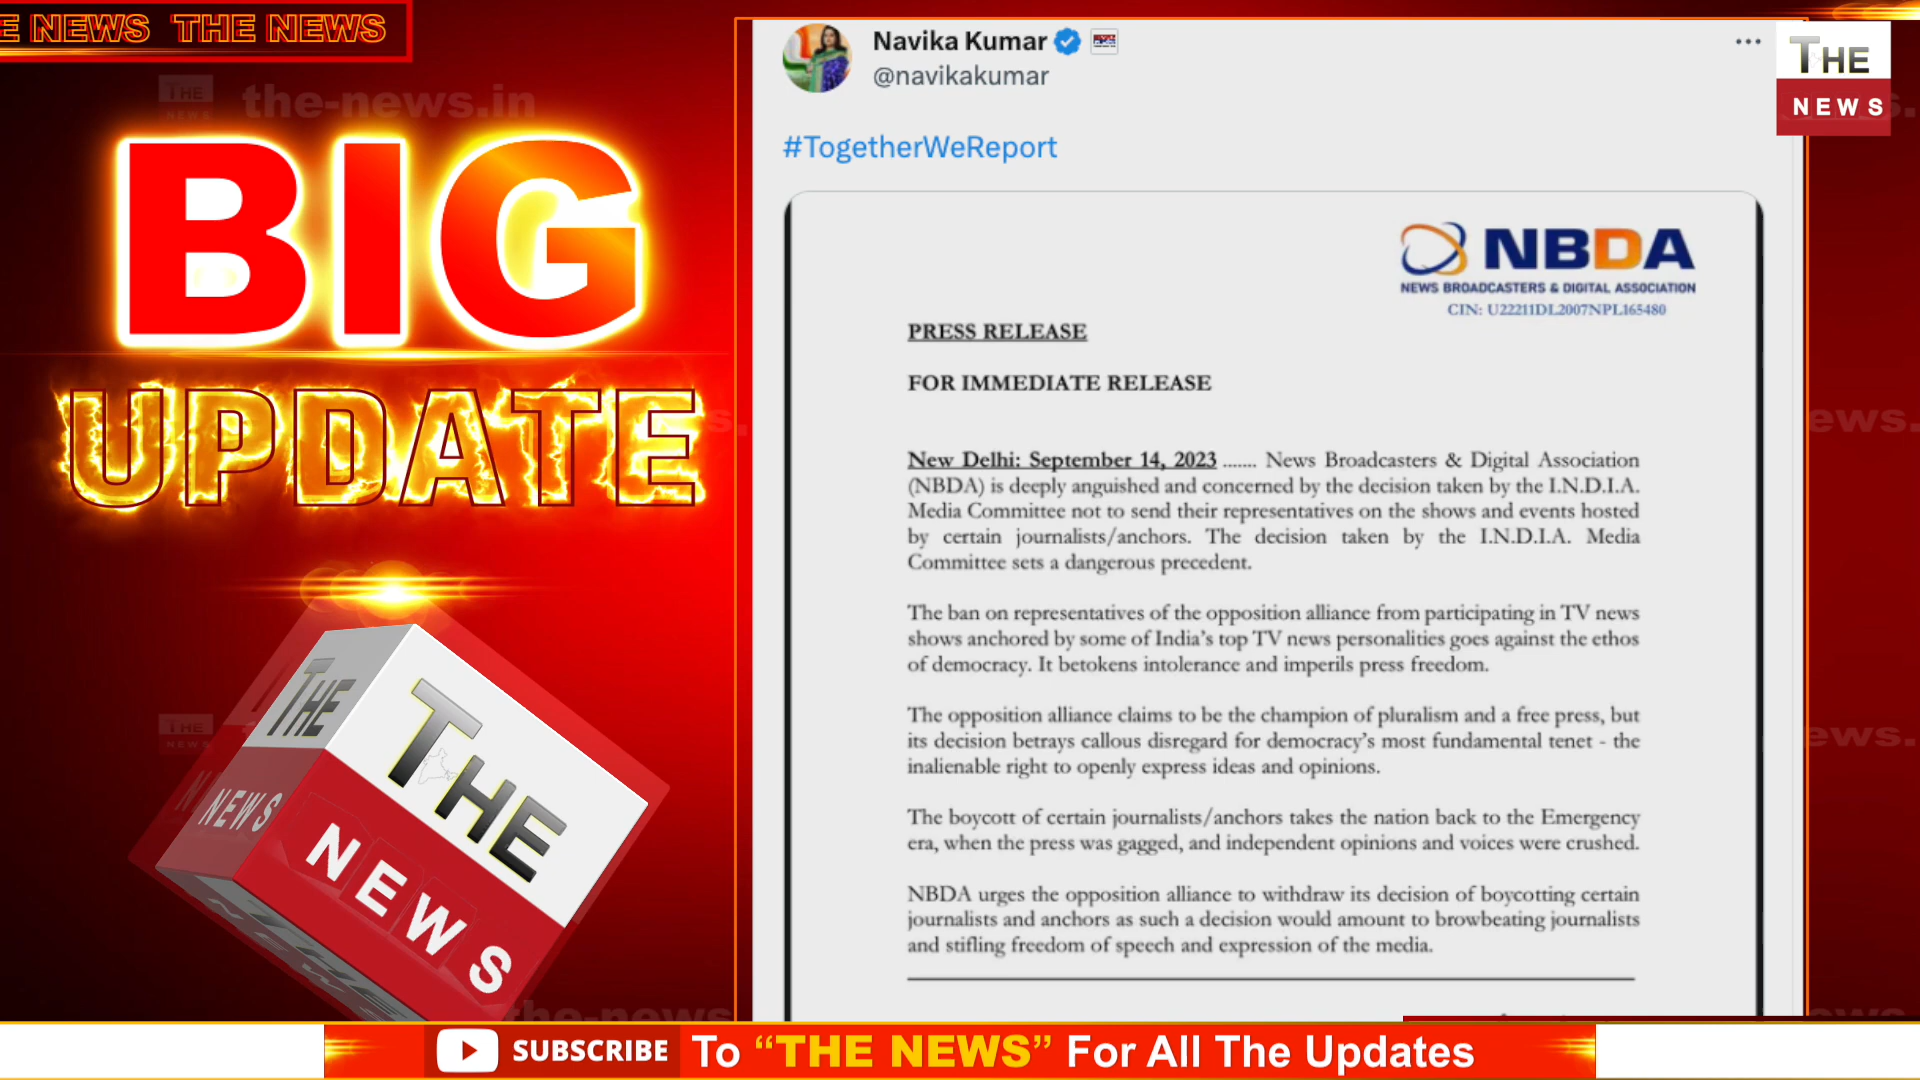 E NEWS THE NEWS
THE
NEWS
the-news.in
BIG
UPDATE
THE
NEWS
THE
NEWS
THE
NEWS
Navika Kumar
@navikakumar
#TogetherWeReport
THE
NEWS
NBDA
NEWS BROADCASTERS & DIGITAL ASSOCIATION
CIN: U22211DL2007NPL165480
PRESS RELEASE
FOR IMMEDIATE RELEASE
New Delhi: September 14, 2023 ....... News Broadcasters & Digital Association
(NBDA) is deeply anguished and concerned by the decision taken by the I.N.D.I.A.
Media Committee not to send their representatives on the shows and events hosted
by certain journalists/anchors. The decision taken by the I.N.D.I.A. Media
Committee sets a dangerous precedent.
The ban on representatives of the opposition alliance from participating in TV news
shows anchored by some of India's top TV news personalities goes against the ethos
of democracy. It betokens intolerance and imperils press freedom.
The opposition alliance claims to be the champion of pluralism and a free press, but
its decision betrays callous disregard for democracy's most fundamental tenet - the
inalienable right to openly express ideas and opinions.
The boycott of certain journalists/anchors takes the nation back to the Emergency
era, when the press was gagged, and independent opinions and voices were crushed.
NBDA urges the opposition alliance to withdraw its decision of boycotting certain
journalists and anchors as such a decision would amount to browbeating journalists
and stifling freedom of speech and expression of the media.
SUBSCRIBE To “THE NEWS” For All The Updates